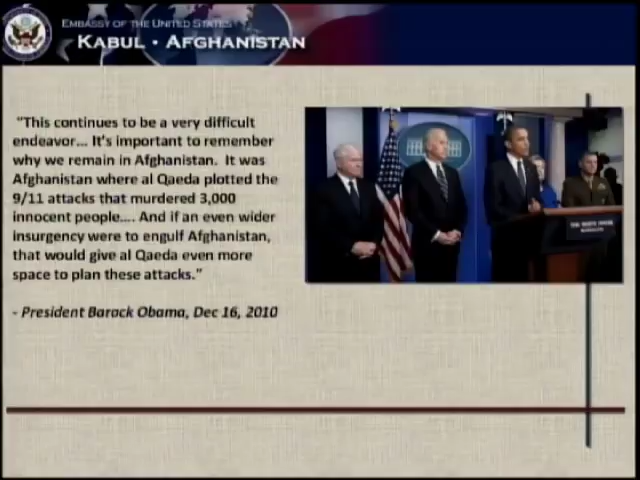 EMBASSY OF THE UNITED STATES
KABUL • AFGHANISTAN
"This continues to be a very difficult
endeavor... It's important to remember
why we remain in Afghanistan. It was
Afghanistan where al Qaeda plotted the
9/11 attacks that murdered 3,000
innocent people.... And if an even wider
insurgency were to engulf Afghanistan,
that would give al Qaeda even more
space to plan these attacks."
- President Barack Obama, Dec 16, 2010
THE WHITE HOUSE